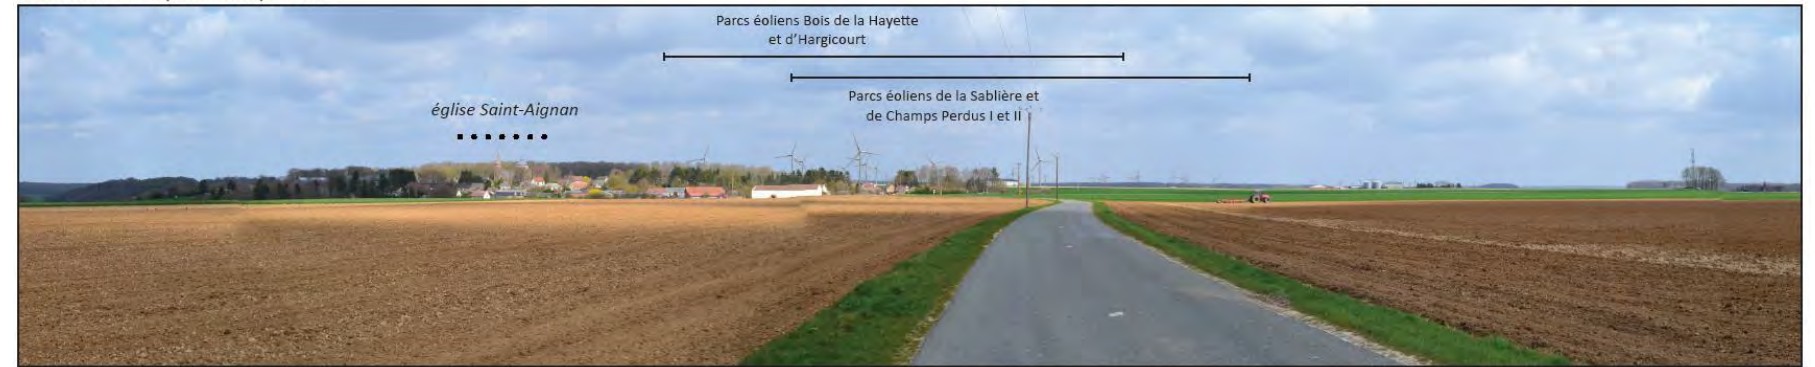 Parcs éoliens Bois de la Hayette
et d'Hargicourt
Parcs éoliens de la Sablière et
de Champs Perdus I et II
église Saint-Aignan